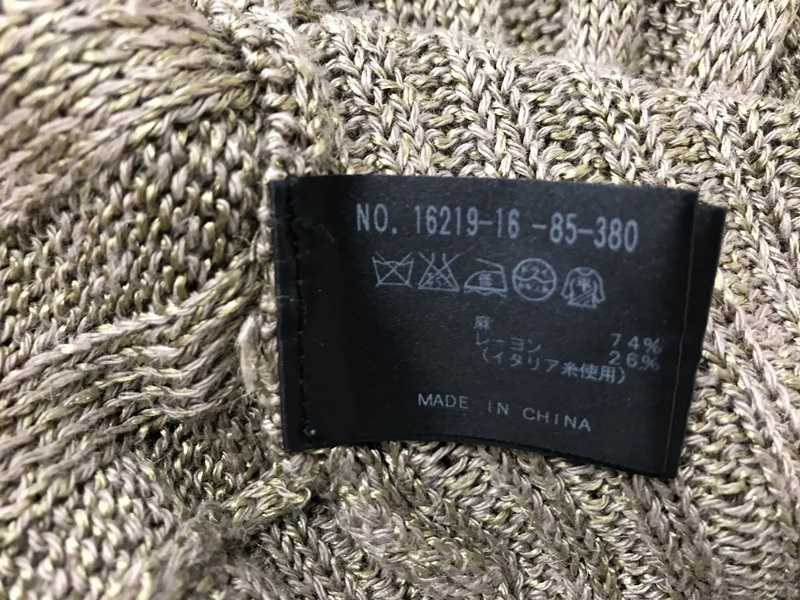 NO. 16219-16 -85-380
麻 74%
レーヨン 26%
(イタリア糸使用)
MADE IN CHINA